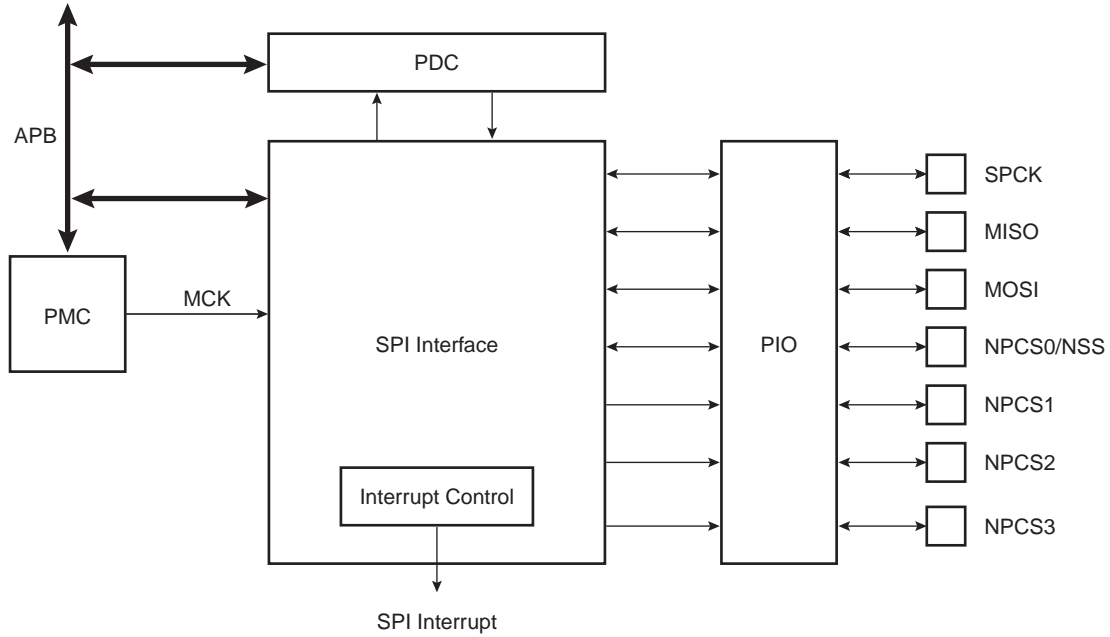 PDC
APB
SPCK
MISO
MCK
MOSI
PMC
SPI Interface
PIO
NPCS0/NSS
NPCS1
NPCS2
Interrupt Control
NPCS3
SPI Interrupt